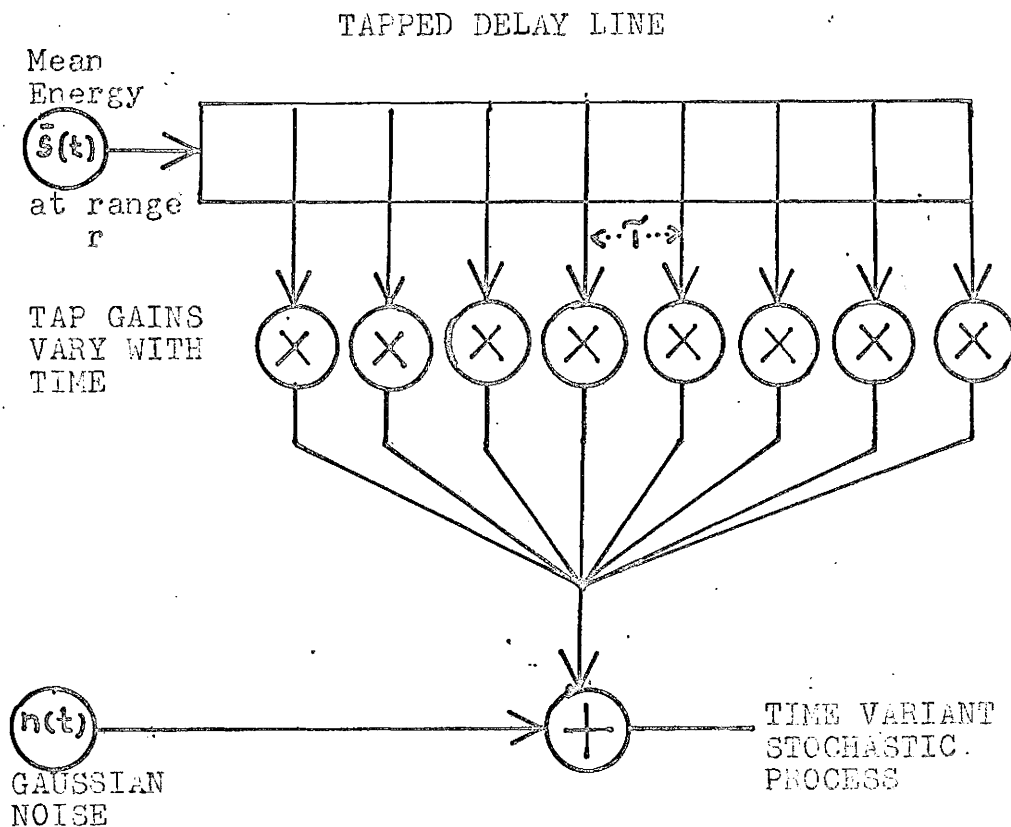 TAPPED DELAY LINE
Mean
Energy
s̄(t)
at range
r
τ̃
TAP GAINS
VARY WITH
TIME
n(t)
GAUSSIAN
NOISE
TIME VARIANT
STOCHASTIC.
PROCESS